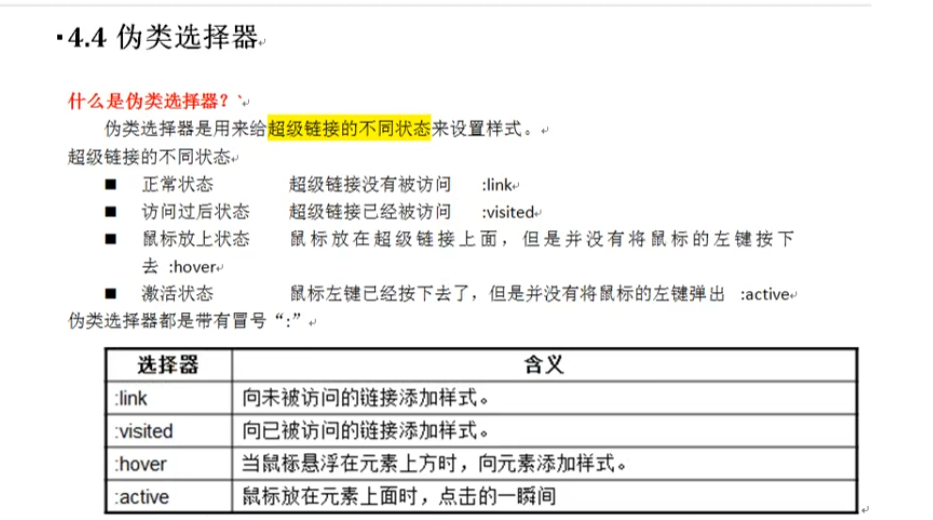 ▪4.4 伪类选择器
什么是伪类选择器？`
伪类选择器是用来给超级链接的不同状态来设置样式。
超级链接的不同状态
■ 正常状态 超级链接没有被访问 :link
■ 访问过后状态 超级链接已经被访问 :visited
■ 鼠标放上状态 鼠标放在超级链接上面，但是并没有将鼠标的左键按下
去 :hover
■ 激活状态 鼠标左键已经按下去了，但是并没有将鼠标的左键弹出 :active
伪类选择器都是带有冒号“:”
选择器 含义
:link 向未被访问的链接添加样式。
:visited 向已被访问的链接添加样式。
:hover 当鼠标悬浮在元素上方时，向元素添加样式。
:active 鼠标放在元素上面时，点击的一瞬间